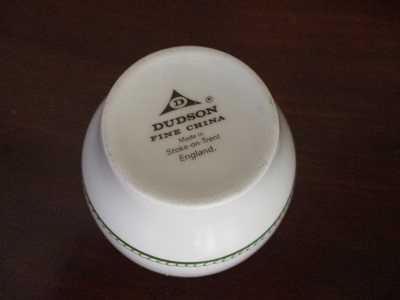 D ®
DUDSON
FINE CHINA
Made in
Stoke-on-Trent
England.